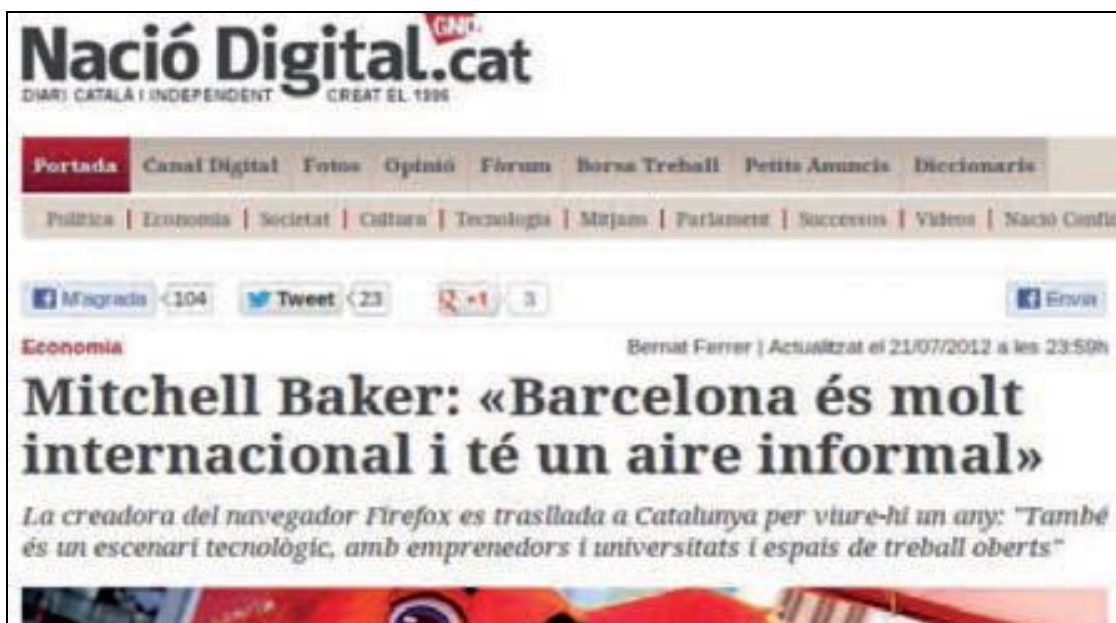 GND
Nació Digital.cat
DIARI CATALÀ I INDEPENDENT CREAT EL 1996
Portada Canal Digital Fotos Opinió Fòrum Borsa Treball Petits Anuncis Diccionaris
Política | Economia | Societat | Cultura | Tecnologia | Mitjans | Parlament | Successos | Vídeos | Nació
M'agrada 104 Tweet 23 +1 3 Envia
Economia Bernat Ferrer | Actualitzat el 21/07/2012 a les 23:59h
Mitchell Baker: «Barcelona és molt
internacional i té un aire informal»
La creadora del navegador Firefox es trasllada a Catalunya per viure-hi un any: "També
és un escenari tecnològic, amb emprenedors i universitats i espais de treball oberts"